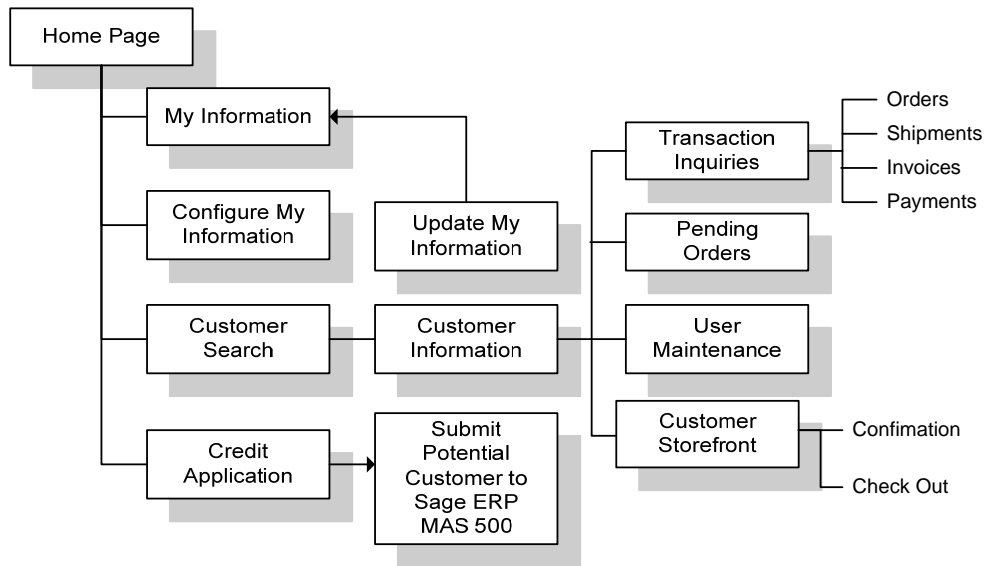 Home Page
My Information
Configure My
Information
Update My
Information
Customer
Search
Customer
Information
Credit
Application
Submit
Potential
Customer to
Sage ERP
MAS 500
Transaction
Inquiries
Orders
Shipments
Invoices
Payments
Pending
Orders
User
Maintenance
Customer
Storefront
Confimation
Check Out